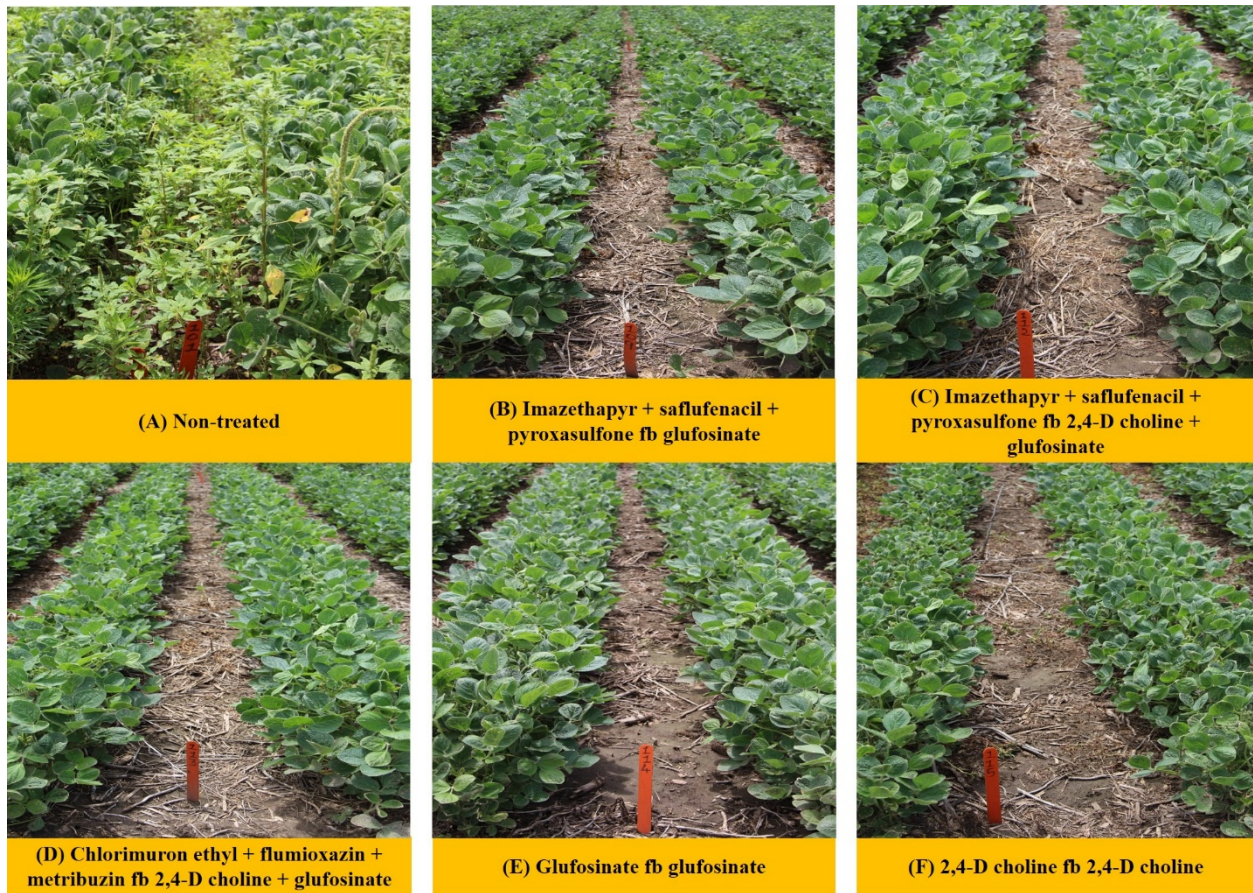 (A) Non-treated
(B) Imazethapyr + saflufenacil +
pyroxasulfone fb glufosinate
(C) Imazethapyr + saflufenacil +
pyroxasulfone fb 2,4-D choline +
glufosinate
114
(D) Chlorimuron ethyl + flumioxazin +
metribuzin fb 2,4-D choline + glufosinate
(E) Glufosinate fb glufosinate
(F) 2,4-D choline fb 2,4-D choline